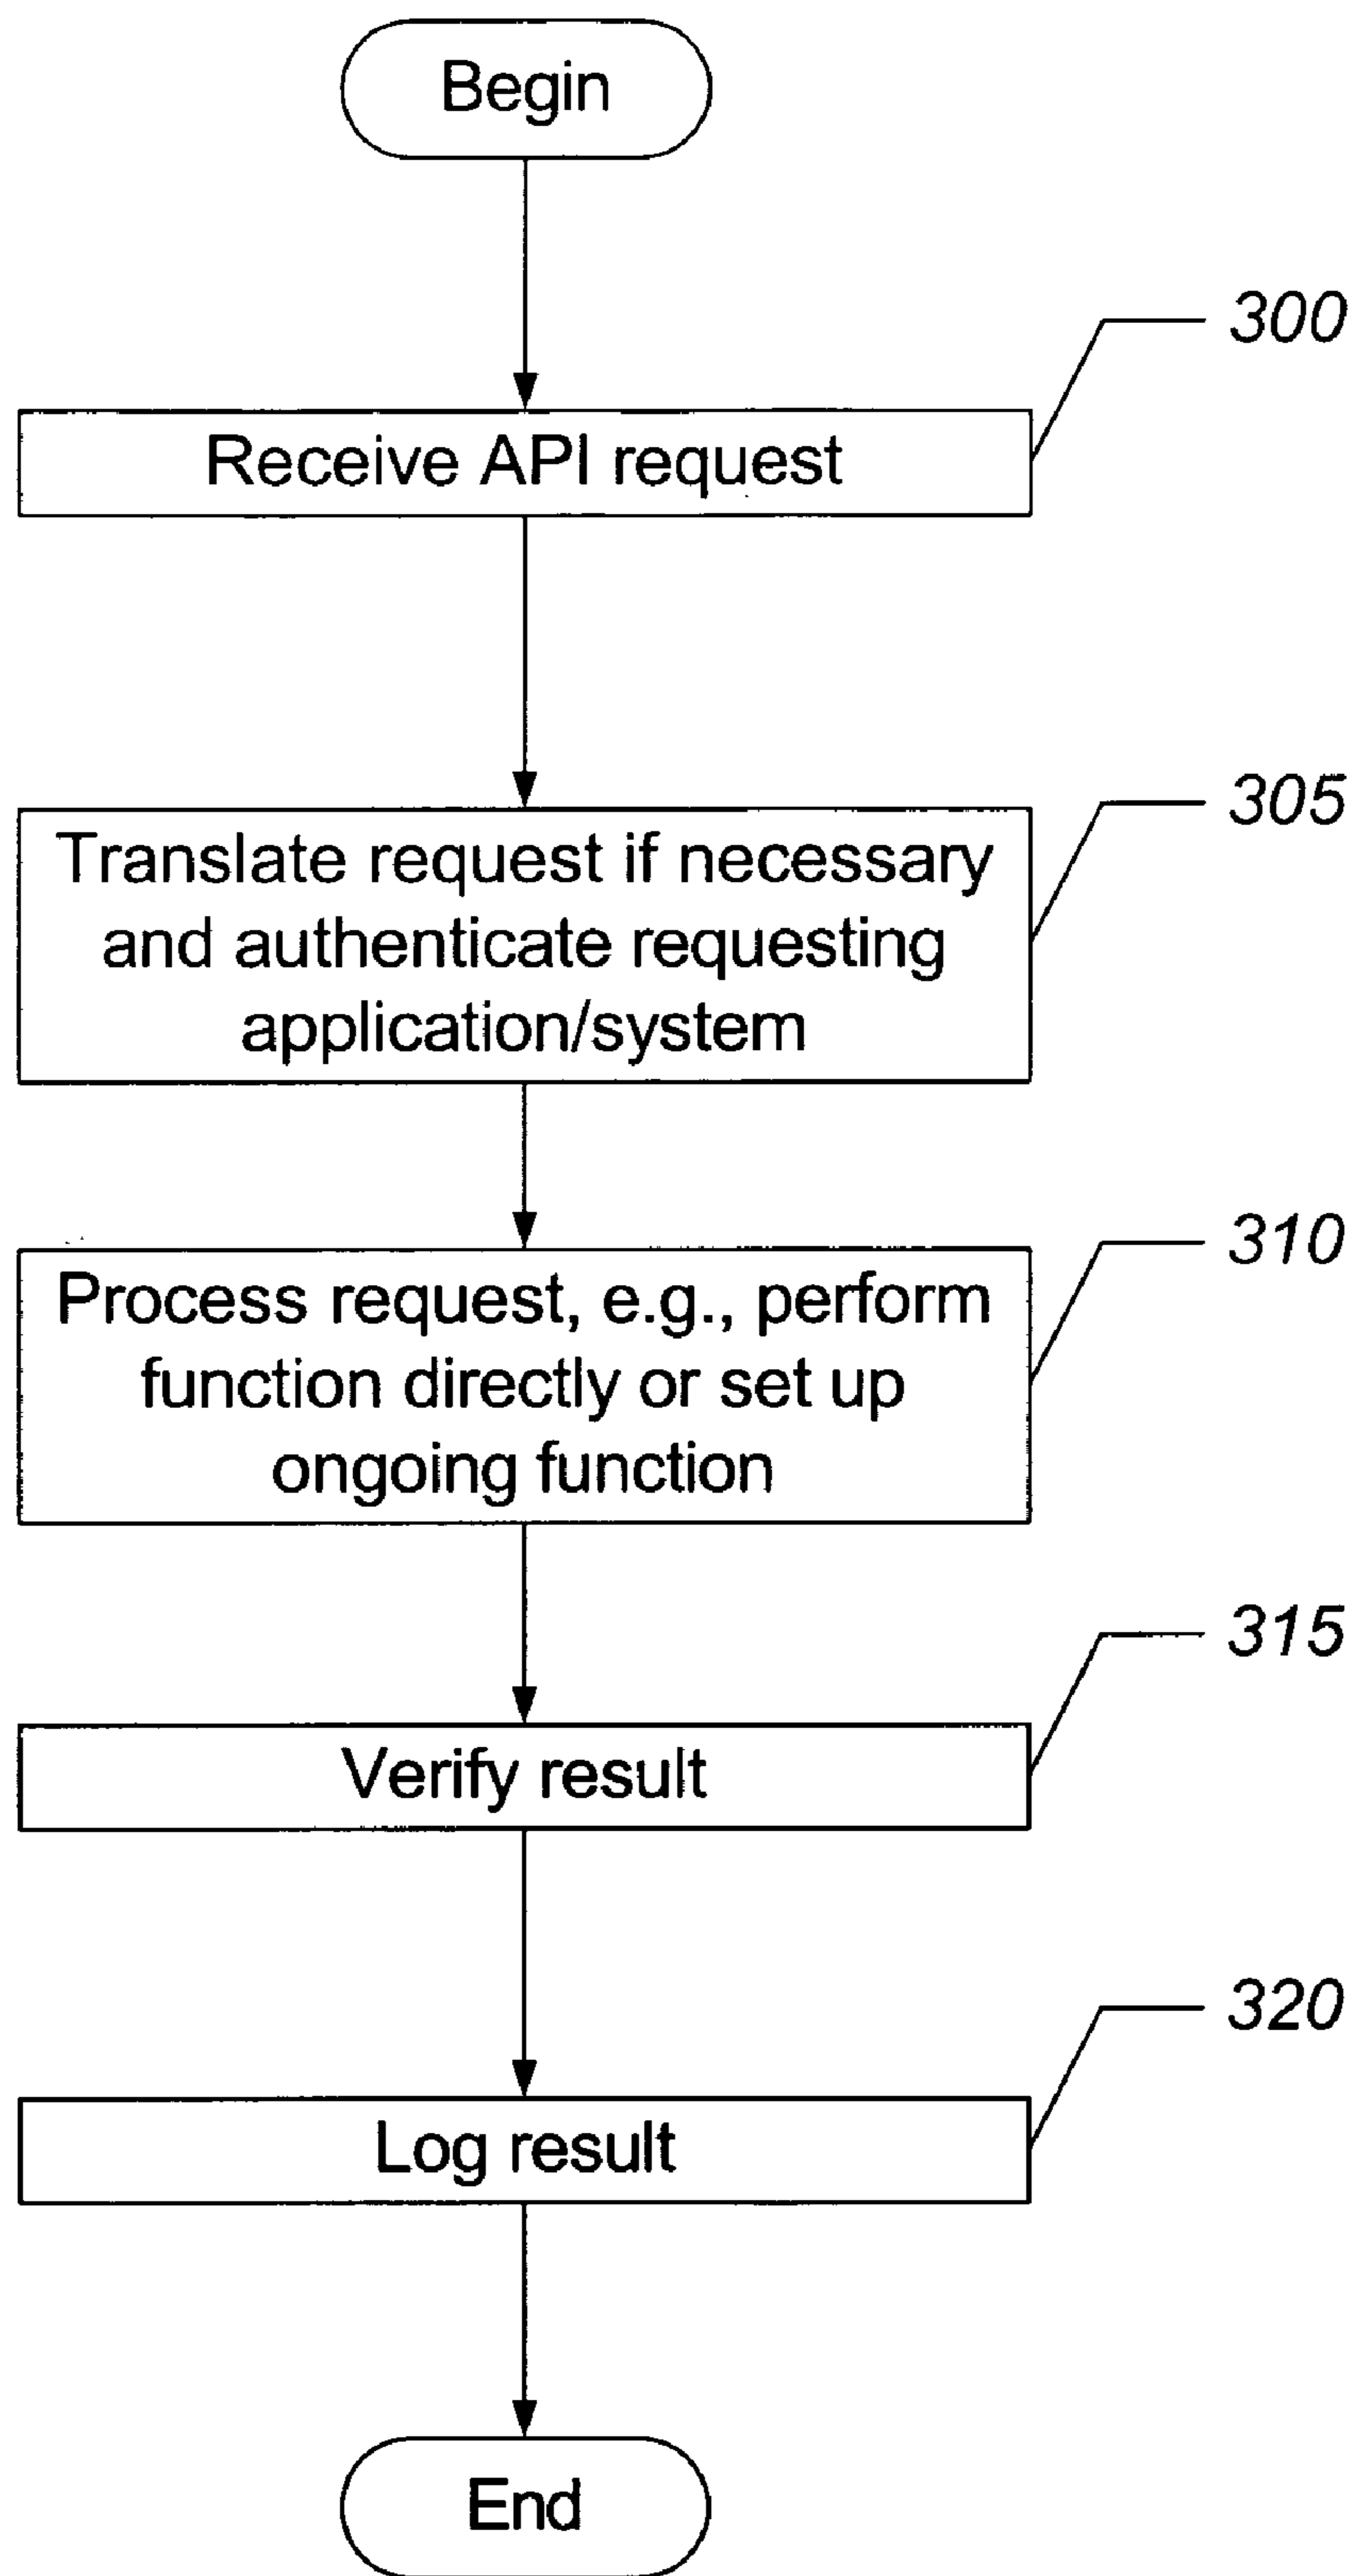 Begin
300
Receive API request
305
Translate request if necessary
and authenticate requesting
application/system
310
Process request, e.g., perform
function directly or set up
ongoing function
315
Verify result
320
Log result
End